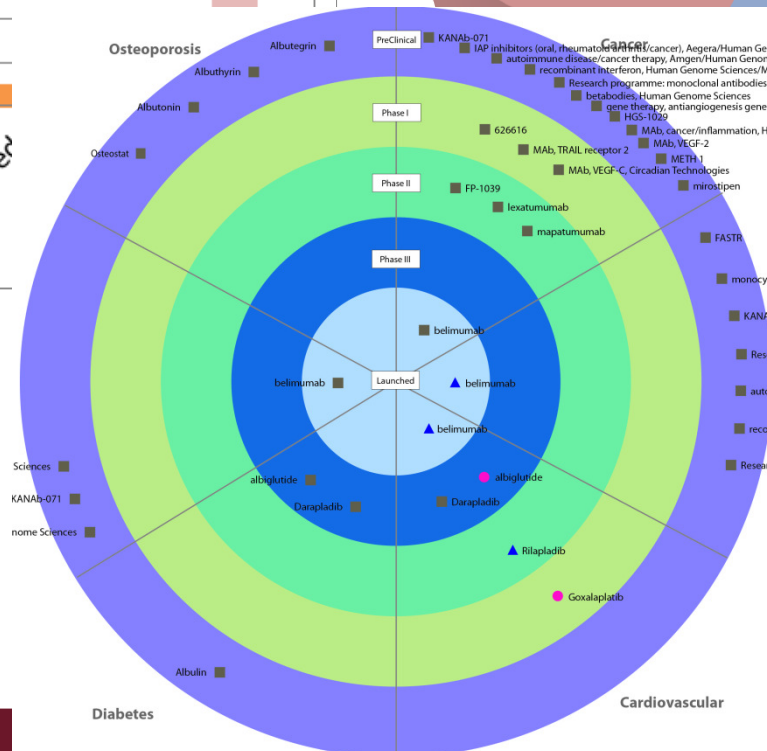 PreClinical
KANAb-071
Osteoporosis
Cancer
Albutegrin
IAP inhibitors (oral, rheumatoid arthritis/cancer), Aegera/Human Ge
autoimmune disease/cancer therapy, Amgen/Human Genom
Albuthyrin
recombinant interferon, Human Genome Sciences/M
Research programme: monoclonal antibodies
betabodies, Human Genome Sciences
Albutonin
gene therapy, antiangiogenesis gene
Phase I
HGS-1029
626616
MAb, cancer/inflammation, H
MAb, VEGF-2
Osteostat
MAb, TRAIL receptor 2
METH 1
MAb, VEGF-C, Circadian Technologies
Phase II
FP-1039
mirostipen
lexatumumab
mapatumumab
FASTR
Phase III
monocy
KANA
belimumab
Res
Launched
belimumab
belimumab
auto
belimumab
reco
Sciences
Resear
albiglutide
albiglutide
KANAb-071
Darapladib
Darapladib
nome Sciences
Rilapladib
Goxalaplatib
Albulin
Cardiovascular
Diabetes